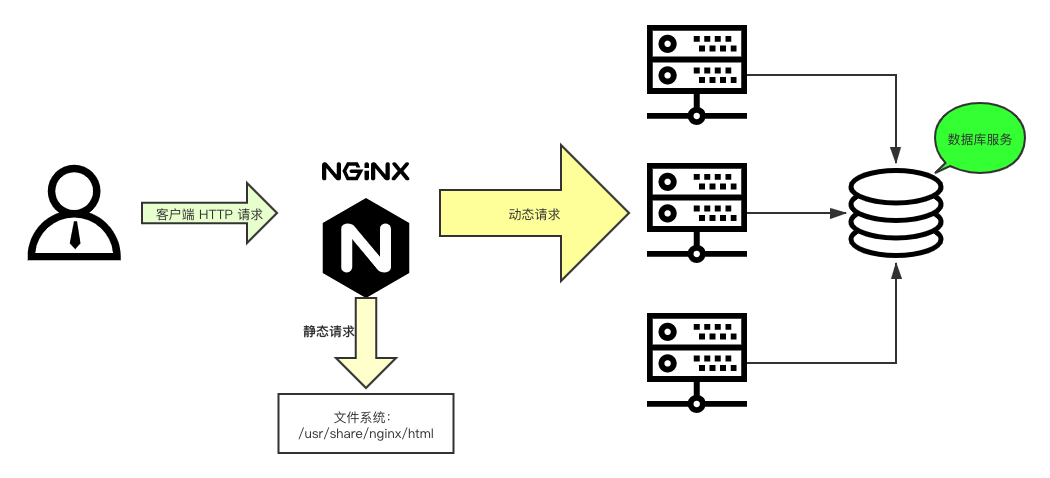 NGINX
客户端 HTTP 请求
N
动态请求
数据库服务
静态请求
文件系统：
/usr/share/nginx/html